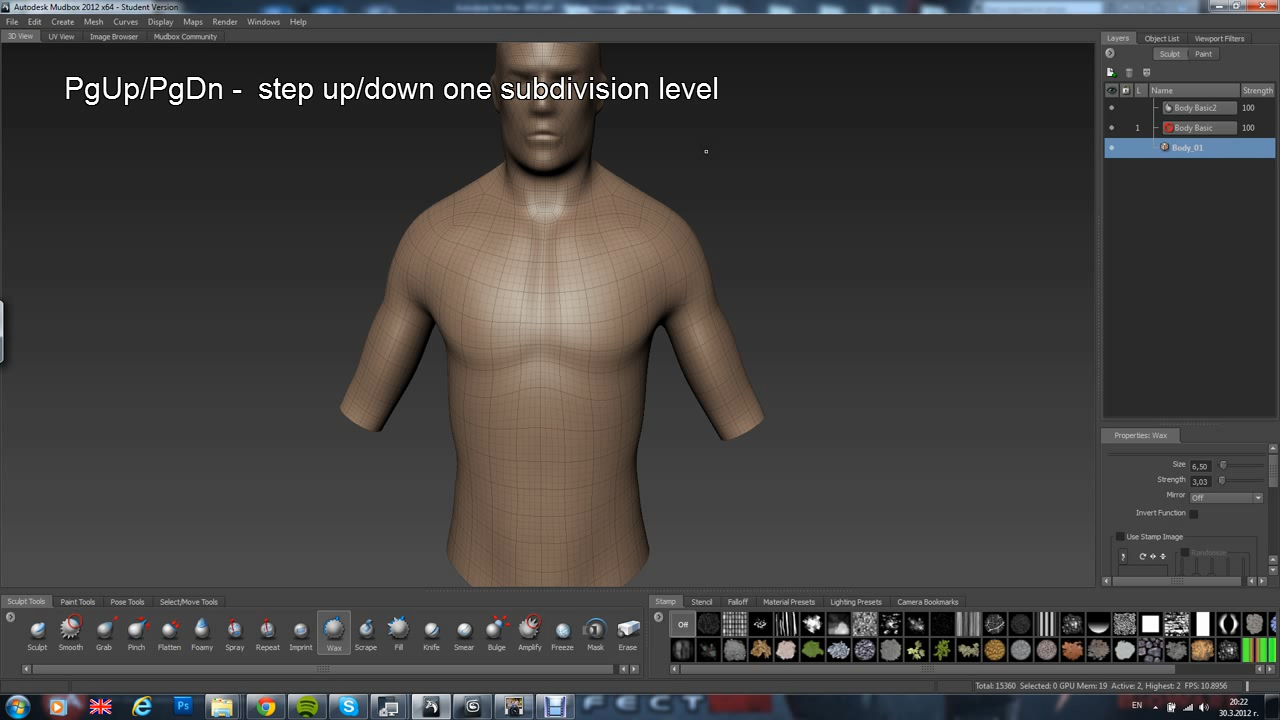 Autodesk Mudbox 2012 x64 - Student Version
File Edit Create Mesh Curves Display Maps Render Windows Help
3D View UV View Image Browser Mudbox Community
PgUp/PgDn - step up/down one subdivision level
Layers Object List Viewport Filters
Sculpt Paint
L Name Strength
Body Basic2 100
1 Body Basic 100
Body_01
Properties: Wax
Size 6,50
Strength 3,03
Mirror Off
Invert Function
Use Stamp Image
Randomize
Sculpt Tools Paint Tools Pose Tools Select/Move Tools
Sculpt Smooth Grab Pinch Flatten Foamy Spray Repeat Imprint Wax Scrape Fill Knife Smear Bulge Amplify Freeze Mask Erase
Stamp Stencil Falloff Material Presets Lighting Presets Camera Bookmarks
Off
Total: 15360 Selected: 0 GPU Mem: 19 Active: 2, Highest: 2 FPS: 10.8956
FECT
EN
20:22
30.3.2012 г.